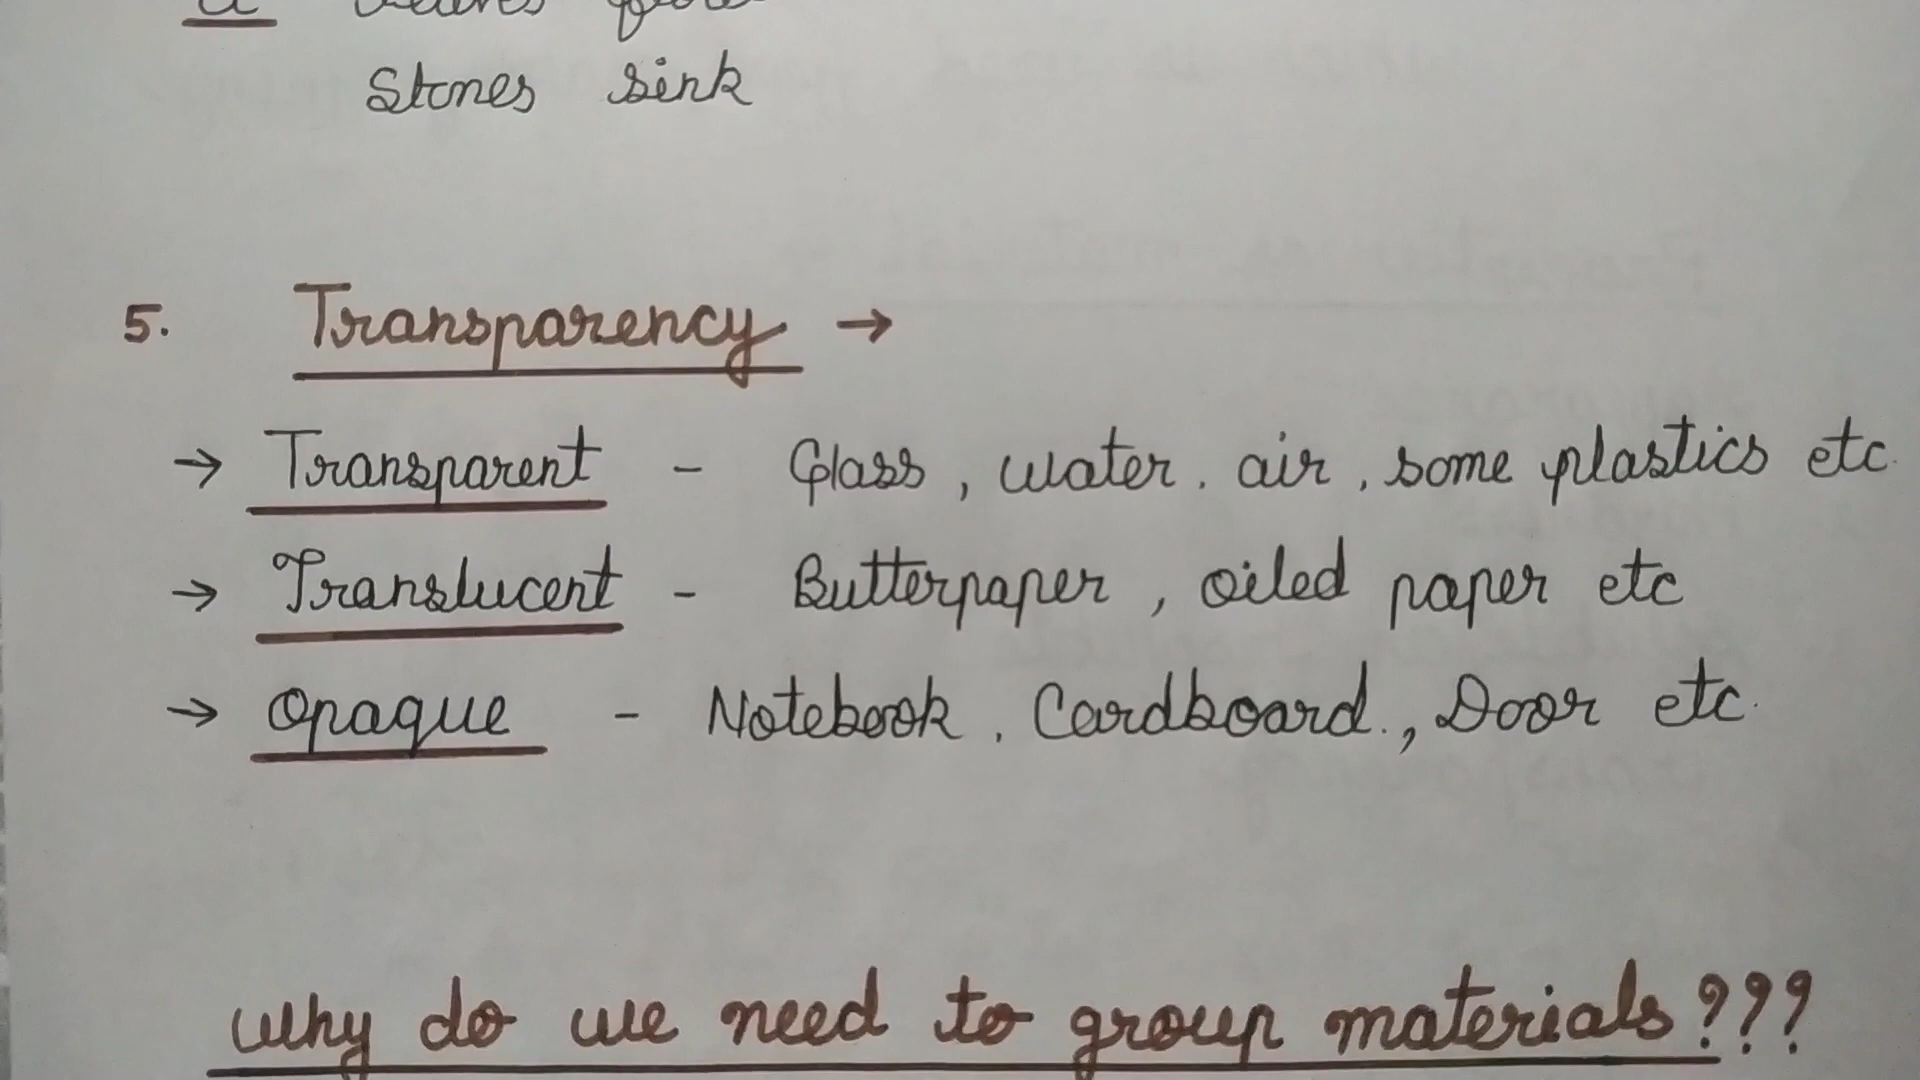 Stones sink
5. Transparency →
→ Transparent - Glass, water, air, some plastics etc.
→ Translucent - Butterpaper, oiled paper etc
→ Opaque - Notebook, Cardboard., Door etc.
Why do we need to group materials???